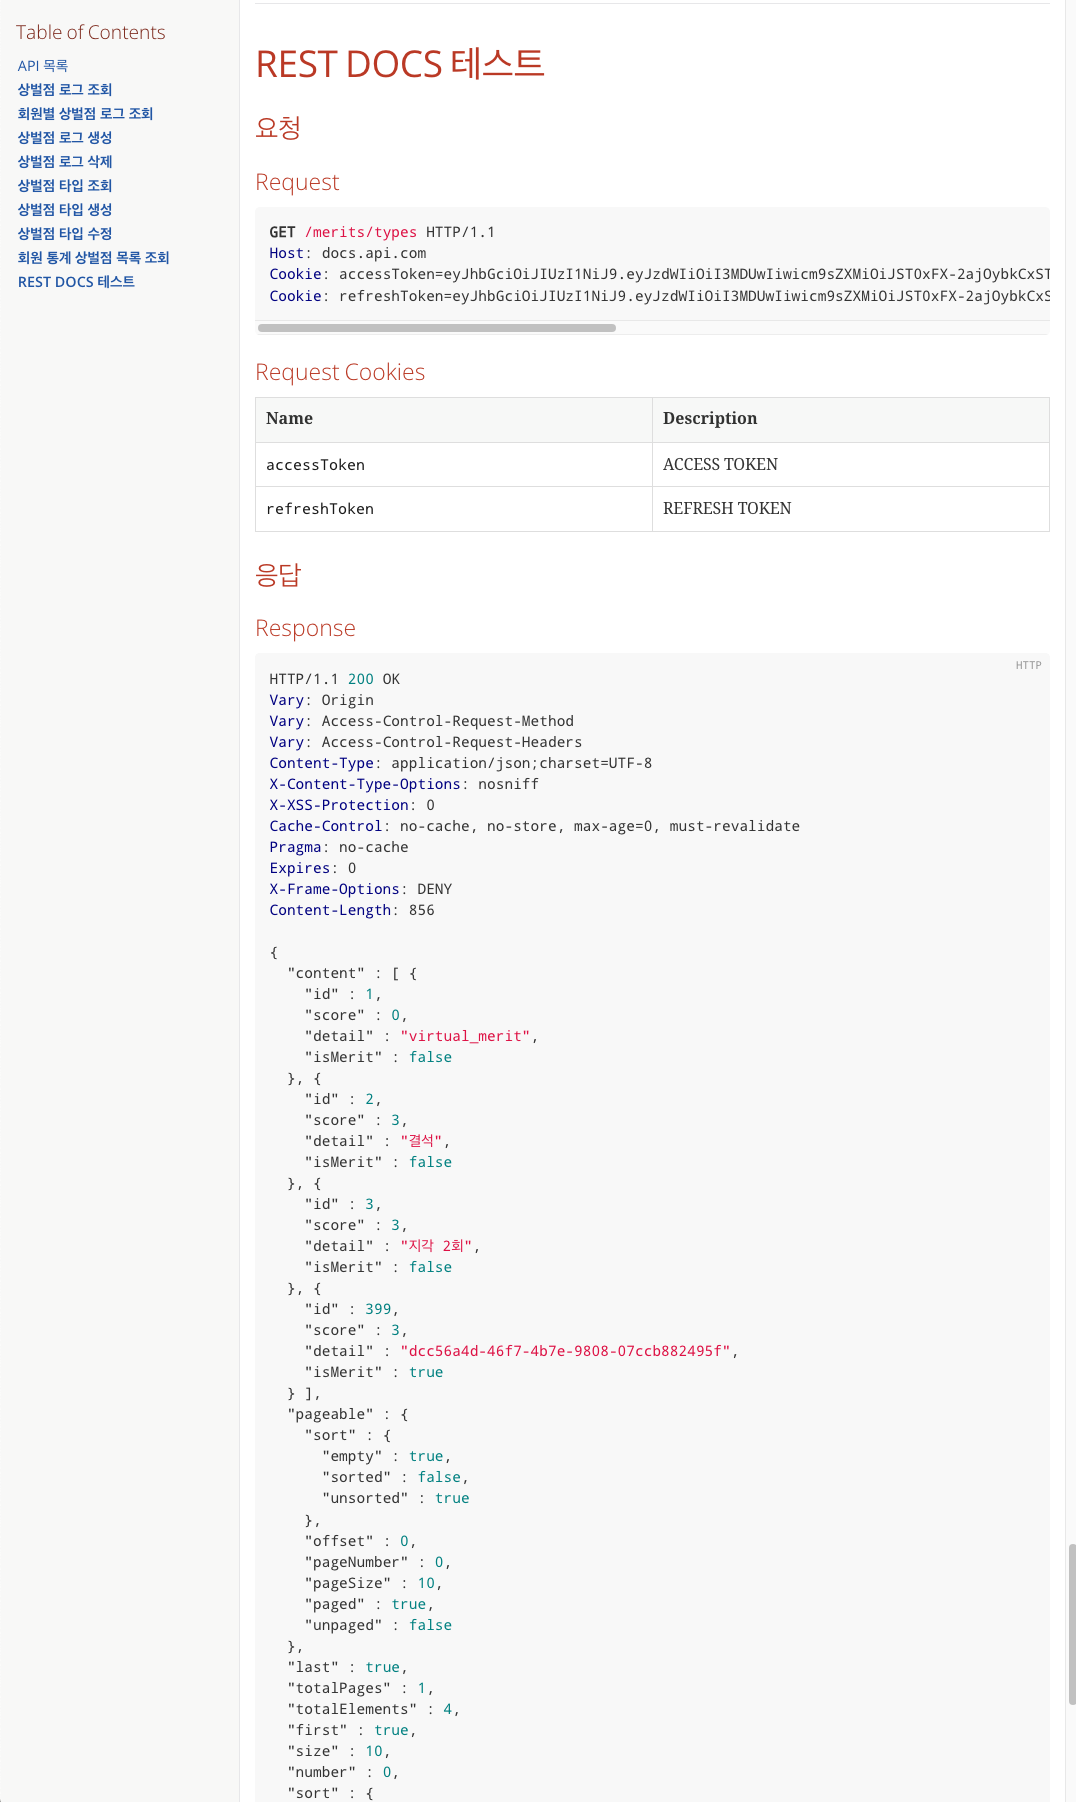 Table of Contents
API 목록
상벌점 로그 조회
회원별 상벌점 로그 조회
상벌점 로그 생성
상벌점 로그 삭제
상벌점 타입 조회
상벌점 타입 생성
상벌점 타입 수정
회원 통계 상벌점 목록 조회
REST DOCS 테스트
REST DOCS 테스트
요청
Request
GET /merits/types HTTP/1.1
Host: docs.api.com
Cookie: accessToken=eyJhbGciOiJIUzI1NiJ9.eyJzdWIiOiI3MDUwIiwicm9sZXMiOiJST0xFX-2ajOybkCxST
Cookie: refreshToken=eyJhbGciOiJIUzI1NiJ9.eyJzdWIiOiI3MDUwIiwicm9sZXMiOiJST0xFX-2ajOybkCxS
Request Cookies
Name Description
accessToken ACCESS TOKEN
refreshToken REFRESH TOKEN
응답
Response
HTTP
HTTP/1.1 200 OK
Vary: Origin
Vary: Access-Control-Request-Method
Vary: Access-Control-Request-Headers
Content-Type: application/json;charset=UTF-8
X-Content-Type-Options: nosniff
X-XSS-Protection: 0
Cache-Control: no-cache, no-store, max-age=0, must-revalidate
Pragma: no-cache
Expires: 0
X-Frame-Options: DENY
Content-Length: 856
{
"content" : [ {
"id" : 1,
"score" : 0,
"detail" : "virtual_merit",
"isMerit" : false
}, {
"id" : 2,
"score" : 3,
"detail" : "결석",
"isMerit" : false
}, {
"id" : 3,
"score" : 3,
"detail" : "지각 2회",
"isMerit" : false
}, {
"id" : 399,
"score" : 3,
"detail" : "dcc56a4d-46f7-4b7e-9808-07ccb882495f",
"isMerit" : true
} ],
"pageable" : {
"sort" : {
"empty" : true,
"sorted" : false,
"unsorted" : true
},
"offset" : 0,
"pageNumber" : 0,
"pageSize" : 10,
"paged" : true,
"unpaged" : false
},
"last" : true,
"totalPages" : 1,
"totalElements" : 4,
"first" : true,
"size" : 10,
"number" : 0,
"sort" : {